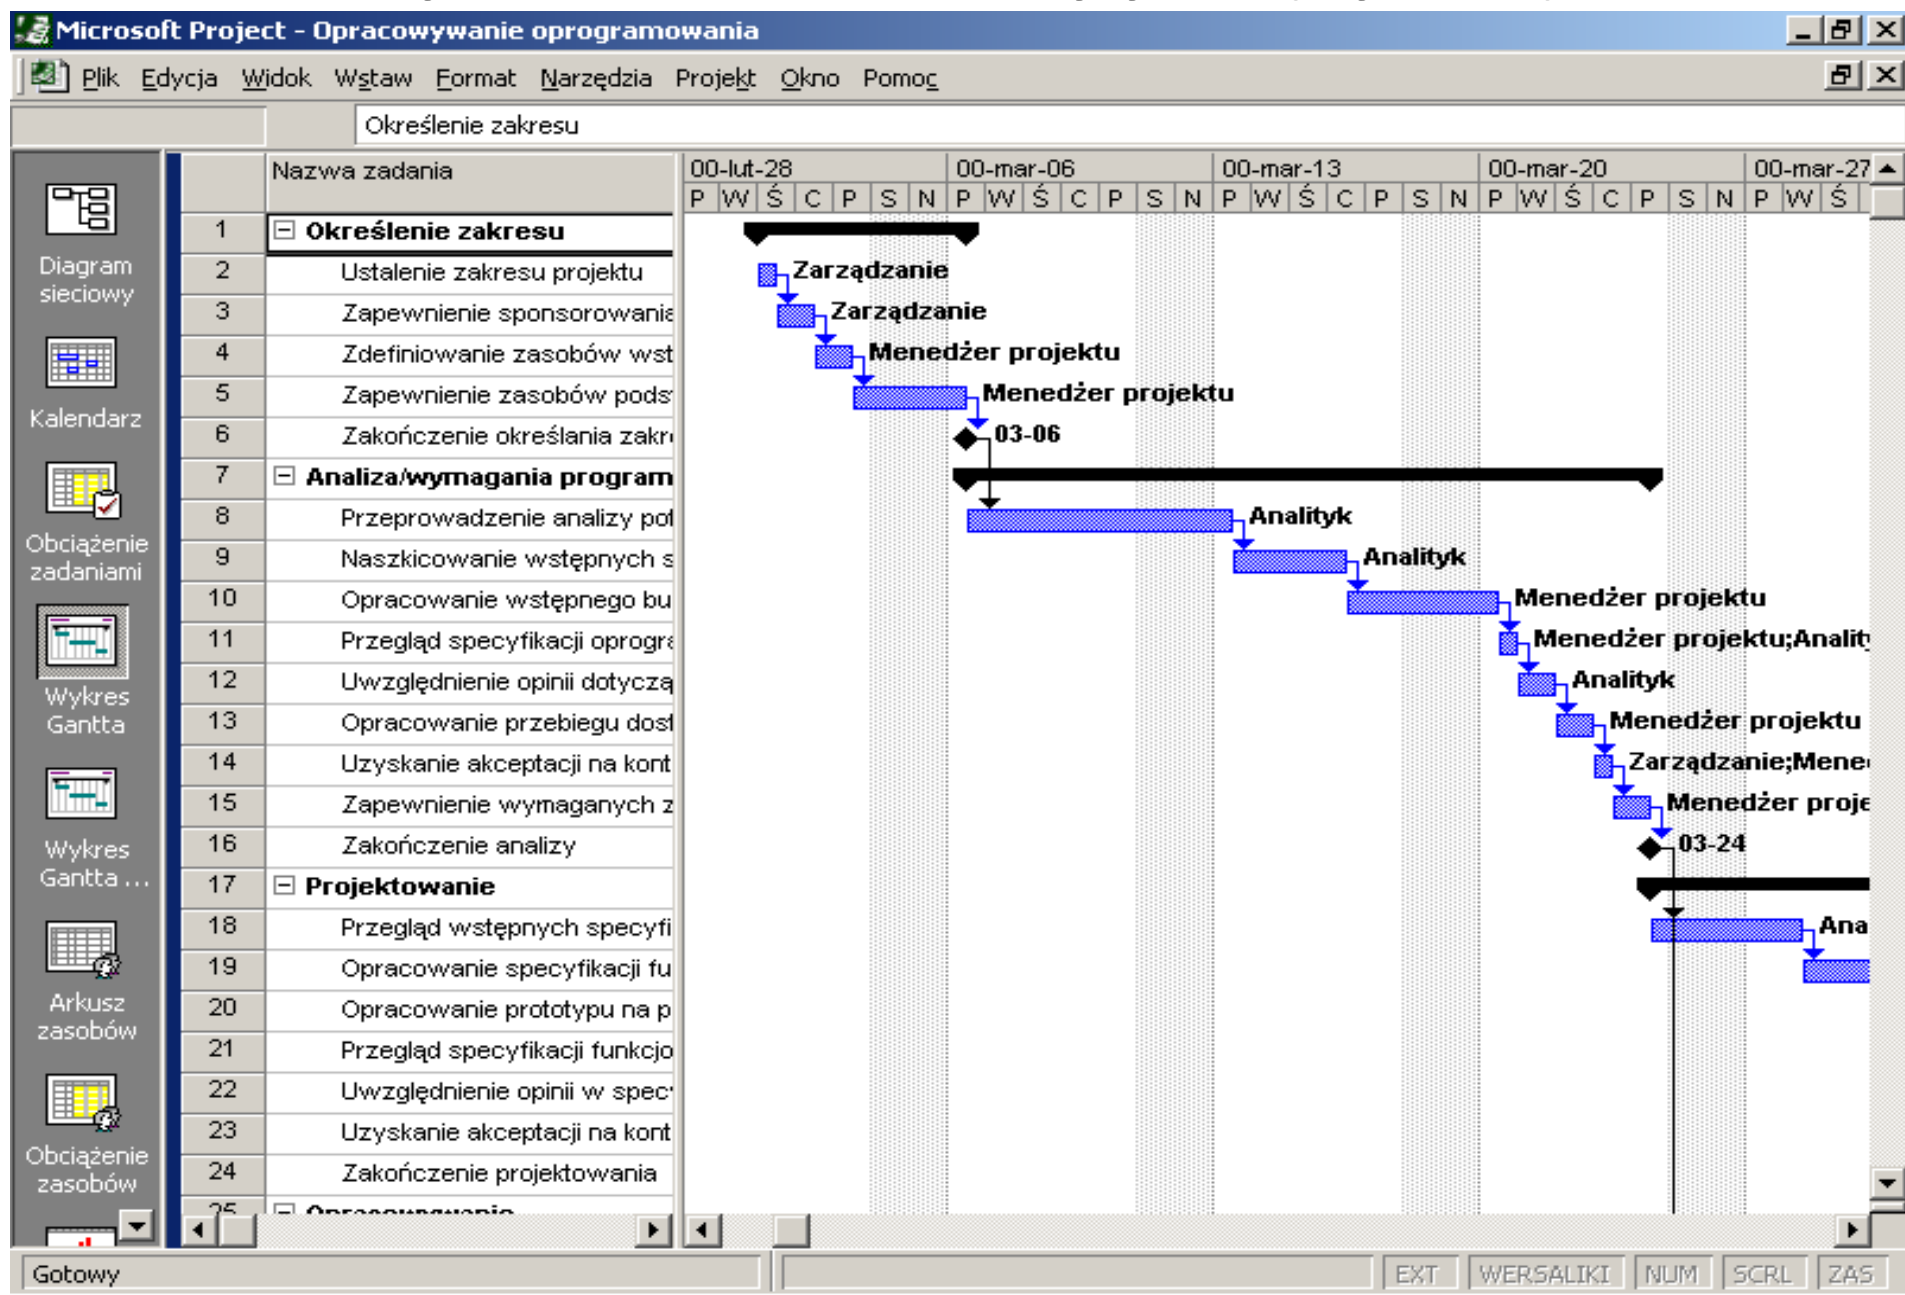 Microsoft Project - Opracowywanie oprogramowania
Plik Edycja Widok Wstaw Format Narzędzia Projekt Okno Pomoc
Określenie zakresu
Nazwa zadania
00-lut-28 00-mar-06 00-mar-13 00-mar-20 00-mar-27
P W Ś C P S N P W Ś C P S N P W Ś C P S N P W Ś C P S N P W Ś
1 Określenie zakresu
2 Ustalenie zakresu projektu Zarządzanie
3 Zapewnienie sponsorowania Zarządzanie
4 Zdefiniowanie zasobów wst Menedżer projektu
5 Zapewnienie zasobów pods Menedżer projektu
6 Zakończenie określania zakr 03-06
7 Analiza/wymagania program
8 Przeprowadzenie analizy pot Analityk
9 Naszkicowanie wstępnych s Analityk
10 Opracowanie wstępnego bu Menedżer projektu
11 Przegląd specyfikacji oprogra Menedżer projektu;Anality
12 Uwzględnienie opinii dotyczą Analityk
13 Opracowanie przebiegu dost Menedżer projektu
14 Uzyskanie akceptacji na kont Zarządzanie;Mene
15 Zapewnienie wymaganych z Menedżer proje
16 Zakończenie analizy 03-24
17 Projektowanie
18 Przegląd wstępnych specyfi Ana
19 Opracowanie specyfikacji fu
20 Opracowanie prototypu na p
21 Przegląd specyfikacji funkcjo
22 Uwzględnienie opinii w spec
23 Uzyskanie akceptacji na kont
24 Zakończenie projektowania
25
Diagram
sieciowy
Kalendarz
Obciążenie
zadaniami
Wykres
Gantta
Wykres
Gantta ...
Arkusz
zasobów
Obciążenie
zasobów
Gotowy
EXT WERSALIKI NUM SCRL ZAS